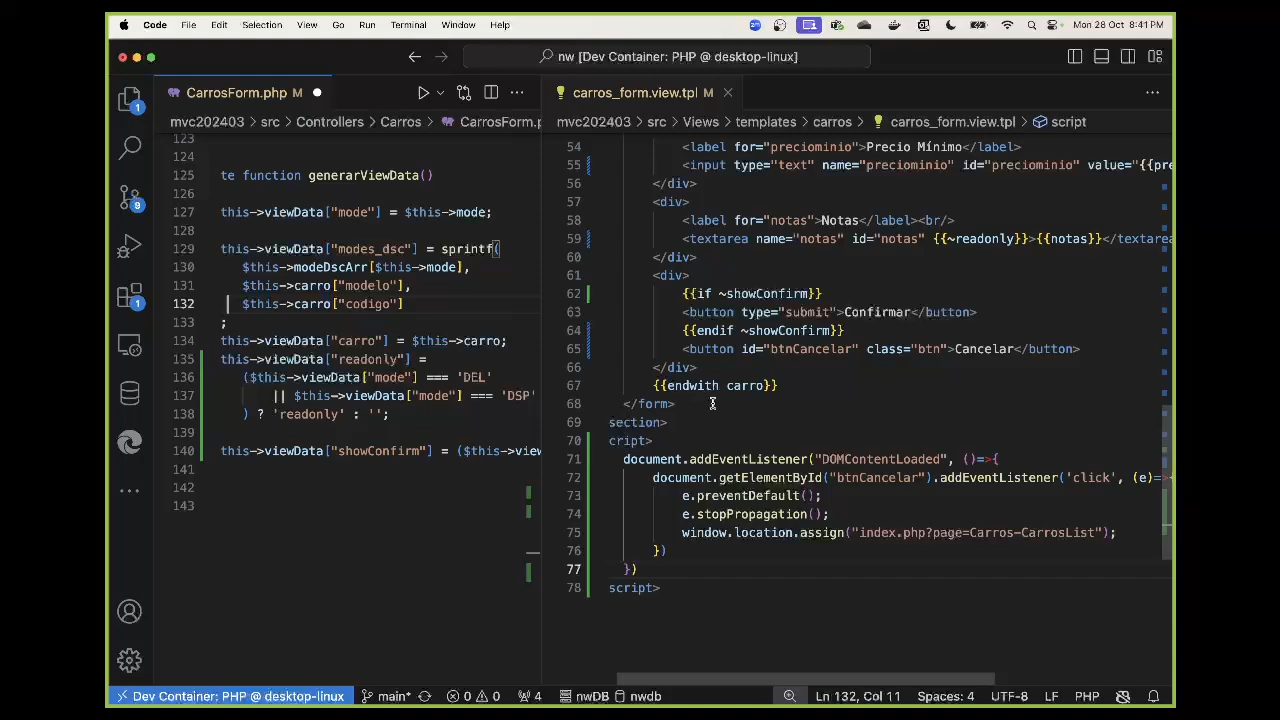 Code File Edit Selection View Go Run Terminal Window Help Mon 28 Oct 8:41 PM
nw [Dev Container: PHP @ desktop-linux]
CarrosForm.php M
mvc202403 > src > Controllers > Carros > CarrosForm.p
123
124
125 te function generarViewData()
126
127 this->viewData["mode"] = $this->mode;
128
129 this->viewData["modes_dsc"] = sprintf(
130 $this->modeDscArr[$this->mode],
131 $this->carro["modelo"],
132 $this->carro["codigo"]
133 ;
134 this->viewData["carro"] = $this->carro;
135 this->viewData["readonly"] =
136 ($this->viewData["mode"] === 'DEL'
137 || $this->viewData["mode"] === 'DSP'
138 ) ? 'readonly' : '';
139
140 this->viewData["showConfirm"] = ($this->view
141
142
143
carros_form.view.tpl M
mvc202403 > src > Views > templates > carros > carros_form.view.tpl > script
54 <label for="preciominio">Precio Mínimo</label>
55 <input type="text" name="preciominio" id="preciominio" value="{{pre
56 </div>
57 <div>
58 <label for="notas">Notas</label><br/>
59 <textarea name="notas" id="notas" {{~readonly}}>{{notas}}</textarea
60 </div>
61 <div>
62 {{if ~showConfirm}}
63 <button type="submit">Confirmar</button>
64 {{endif ~showConfirm}}
65 <button id="btnCancelar" class="btn">Cancelar</button>
66 </div>
67 {{endwith carro}}
68 </form>
69 section>
70 cript>
71 document.addEventListener("DOMContentLoaded", ()=>{
72 document.getElementById("btnCancelar").addEventListener('click', (e)=>{
73 e.preventDefault();
74 e.stopPropagation();
75 window.location.assign("index.php?page=Carros-CarrosList");
76 })
77 })
78 script>
1
9
1
Dev Container: PHP @ desktop-linux main* 0 0 4 nwDB nwdb Ln 132, Col 11 Spaces: 4 UTF-8 LF PHP